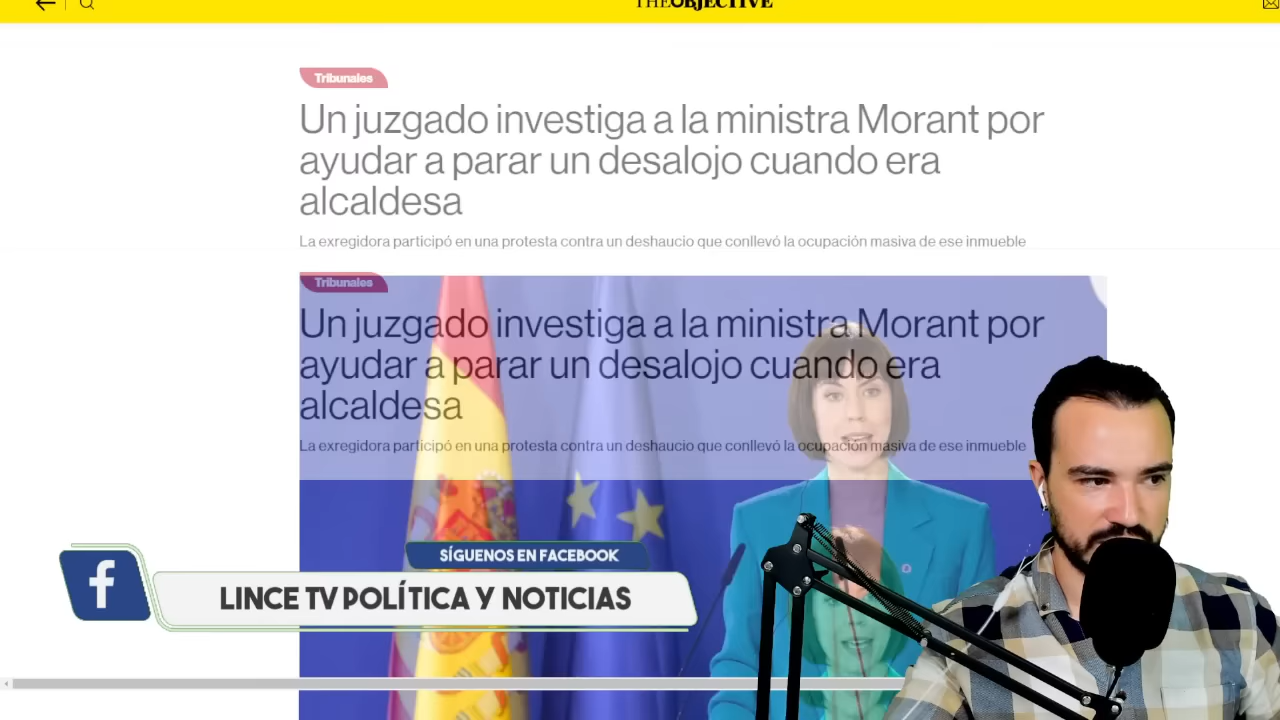 THE OBJECTIVE
Tribunales
Un juzgado investiga a la ministra Morant por
ayudar a parar un desalojo cuando era
alcaldesa
La exregidora participó en una protesta contra un deshaucio que conllevó la ocupación masiva de ese inmueble
Tribunales
Un juzgado investiga a la ministra Morant por
ayudar a parar un desalojo cuando era
alcaldesa
La exregidora participó en una protesta contra un deshaucio que conllevó la ocupación masiva de ese inmueble
SÍGUENOS EN FACEBOOK
f
LINCE TV POLÍTICA Y NOTICIAS